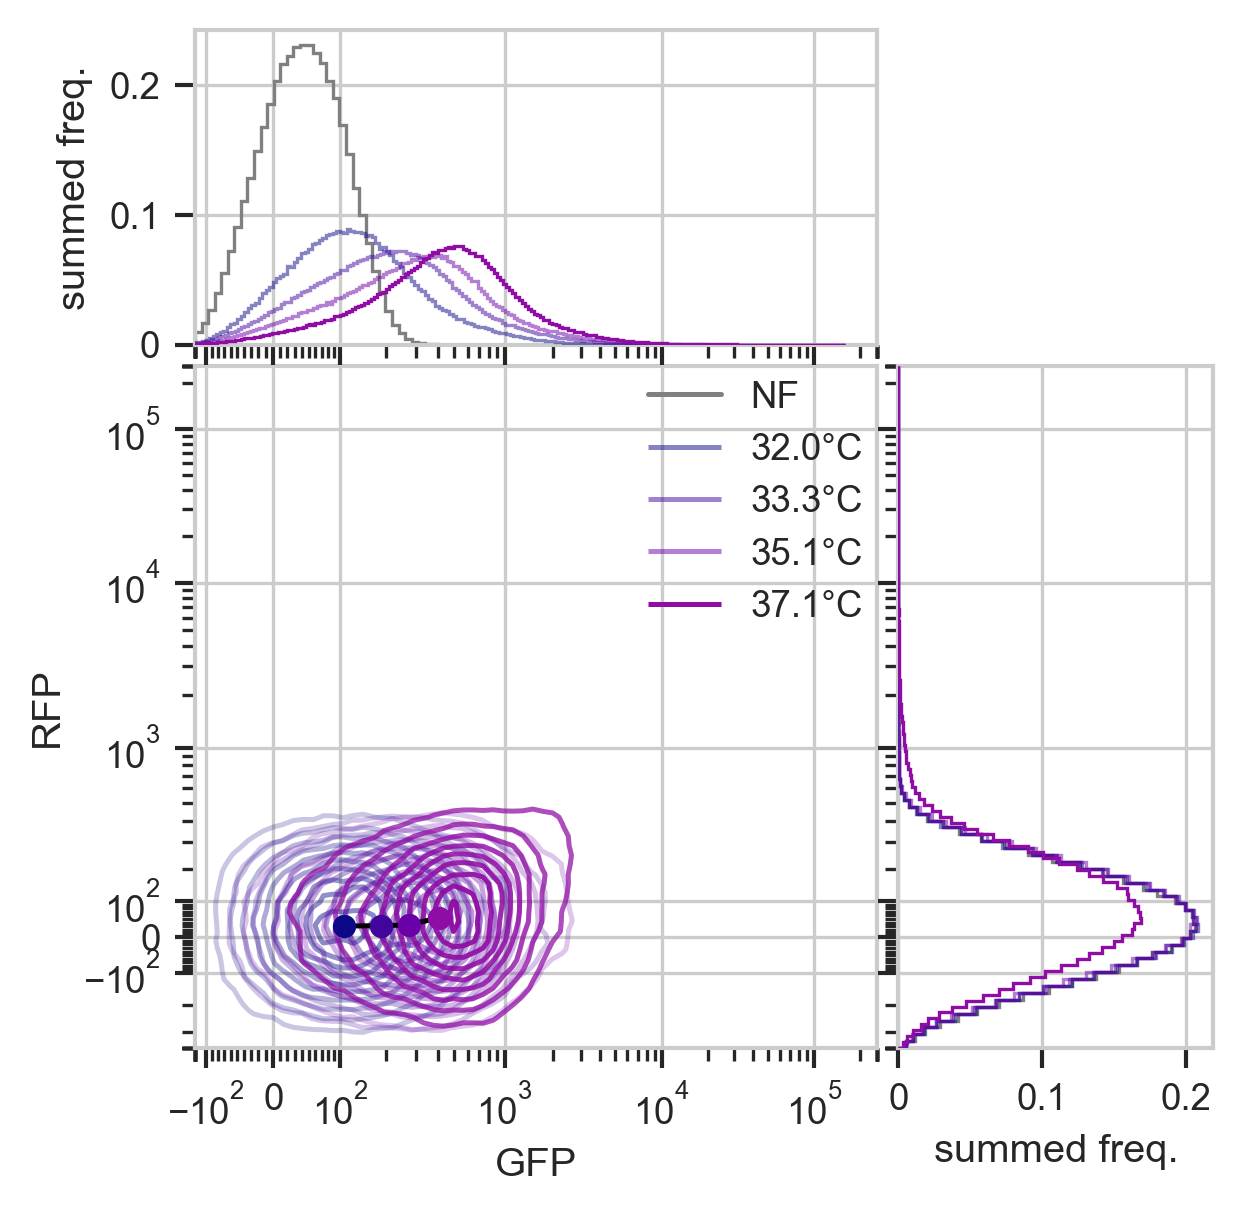 summed freq.
0.2
0.1
0
NF
32.0°C
33.3°C
35.1°C
37.1°C
RFP
10^5
10^4
10^3
10^2
0
−10^2
−10^2 0 10^2 10^3 10^4 10^5
GFP
0 0.1 0.2
summed freq.